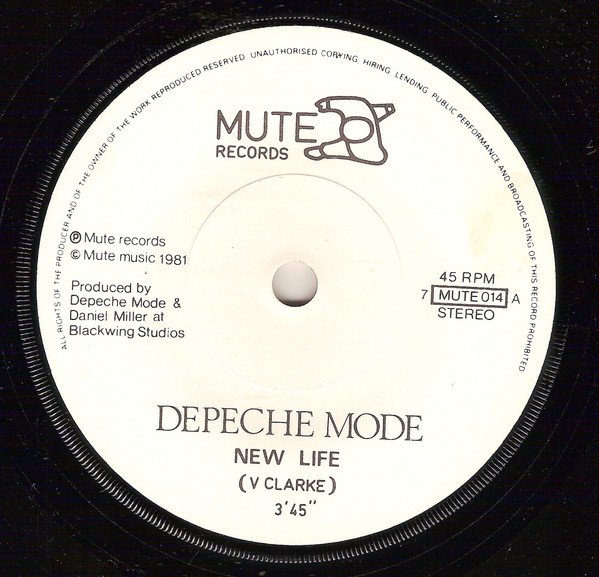 ALL RIGHTS OF THE PRODUCER AND OF THE OWNER OF THE WORK REPRODUCED RESERVED. UNAUTHORISED COPYING, HIRING, LENDING, PUBLIC PERFORMANCE AND BROADCASTING OF THIS RECORD PROHIBITED
MUTE
RECORDS
Ⓟ Mute records
© Mute music 1981
Produced by
Depeche Mode &
Daniel Miller at
Blackwing Studios
45 RPM
7 MUTE 014 A
STEREO
DEPECHE MODE
NEW LIFE
(V CLARKE)
3'45"